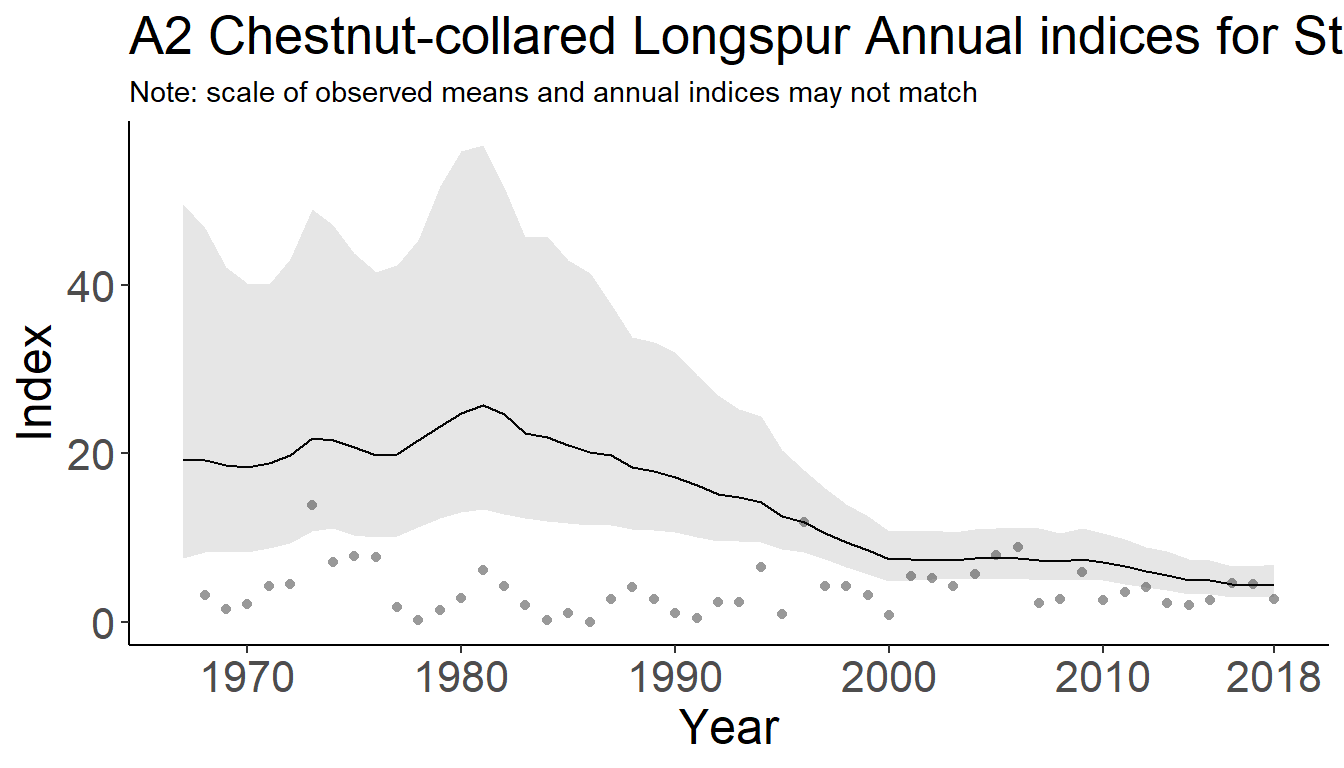 A2 Chestnut-collared Longspur Annual indices for St
Note: scale of observed means and annual indices may not match
Index
40
20
0
1970 1980 1990 2000 2010 2018
Year